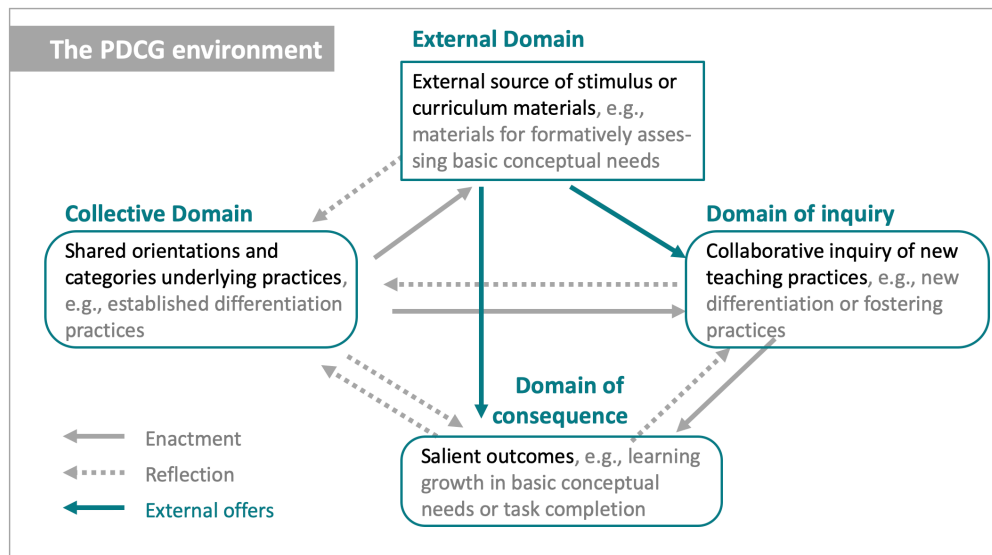 The PDCG environment
External Domain
External source of stimulus or
curriculum materials, e.g.,
materials for formatively asses-
sing basic conceptual needs
Collective Domain
Shared orientations and
categories underlying practices,
e.g., established differentiation
practices
Domain of inquiry
Collaborative inquiry of new
teaching practices, e.g., new
differentiation or fostering
practices
Domain of
consequence
Salient outcomes, e.g., learning
growth in basic conceptual
needs or task completion
Enactment
Reflection
External offers